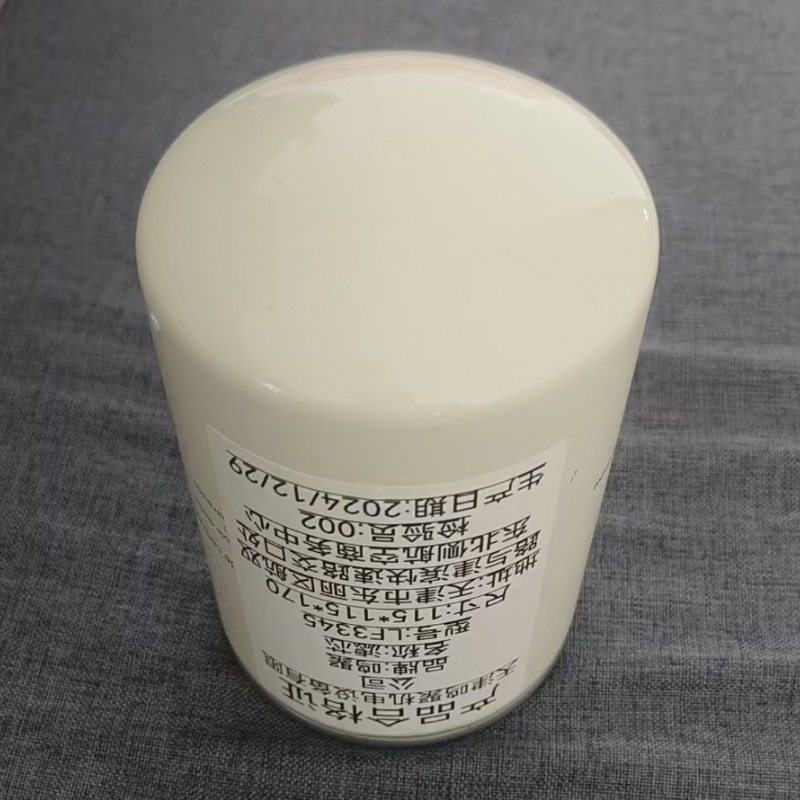 产品合格证
天津鸣聚机电设备有限
公司
品牌:鸣聚
名称:滤芯
型号:LF3345
尺寸:115*115*170
地址:天津市东丽区航双
路与津滨快速路交口处
东北侧航空商务中心
检验员:002
生产日期:2024/12/29